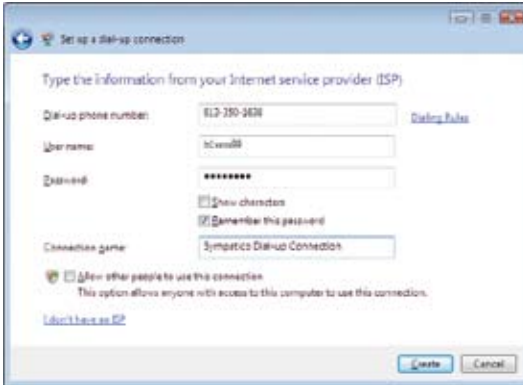 Set up a dial-up connection
Type the information from your Internet service provider (ISP)
Dial-up phone number:
Dialing Rules
User name:
Password:
Show characters
Remember this password
Connection name: Sympatico Dial-up Connection
Allow other people to use this connection
This option allows anyone with access to this computer to use this connection.
I don't have an ISP
Create Cancel